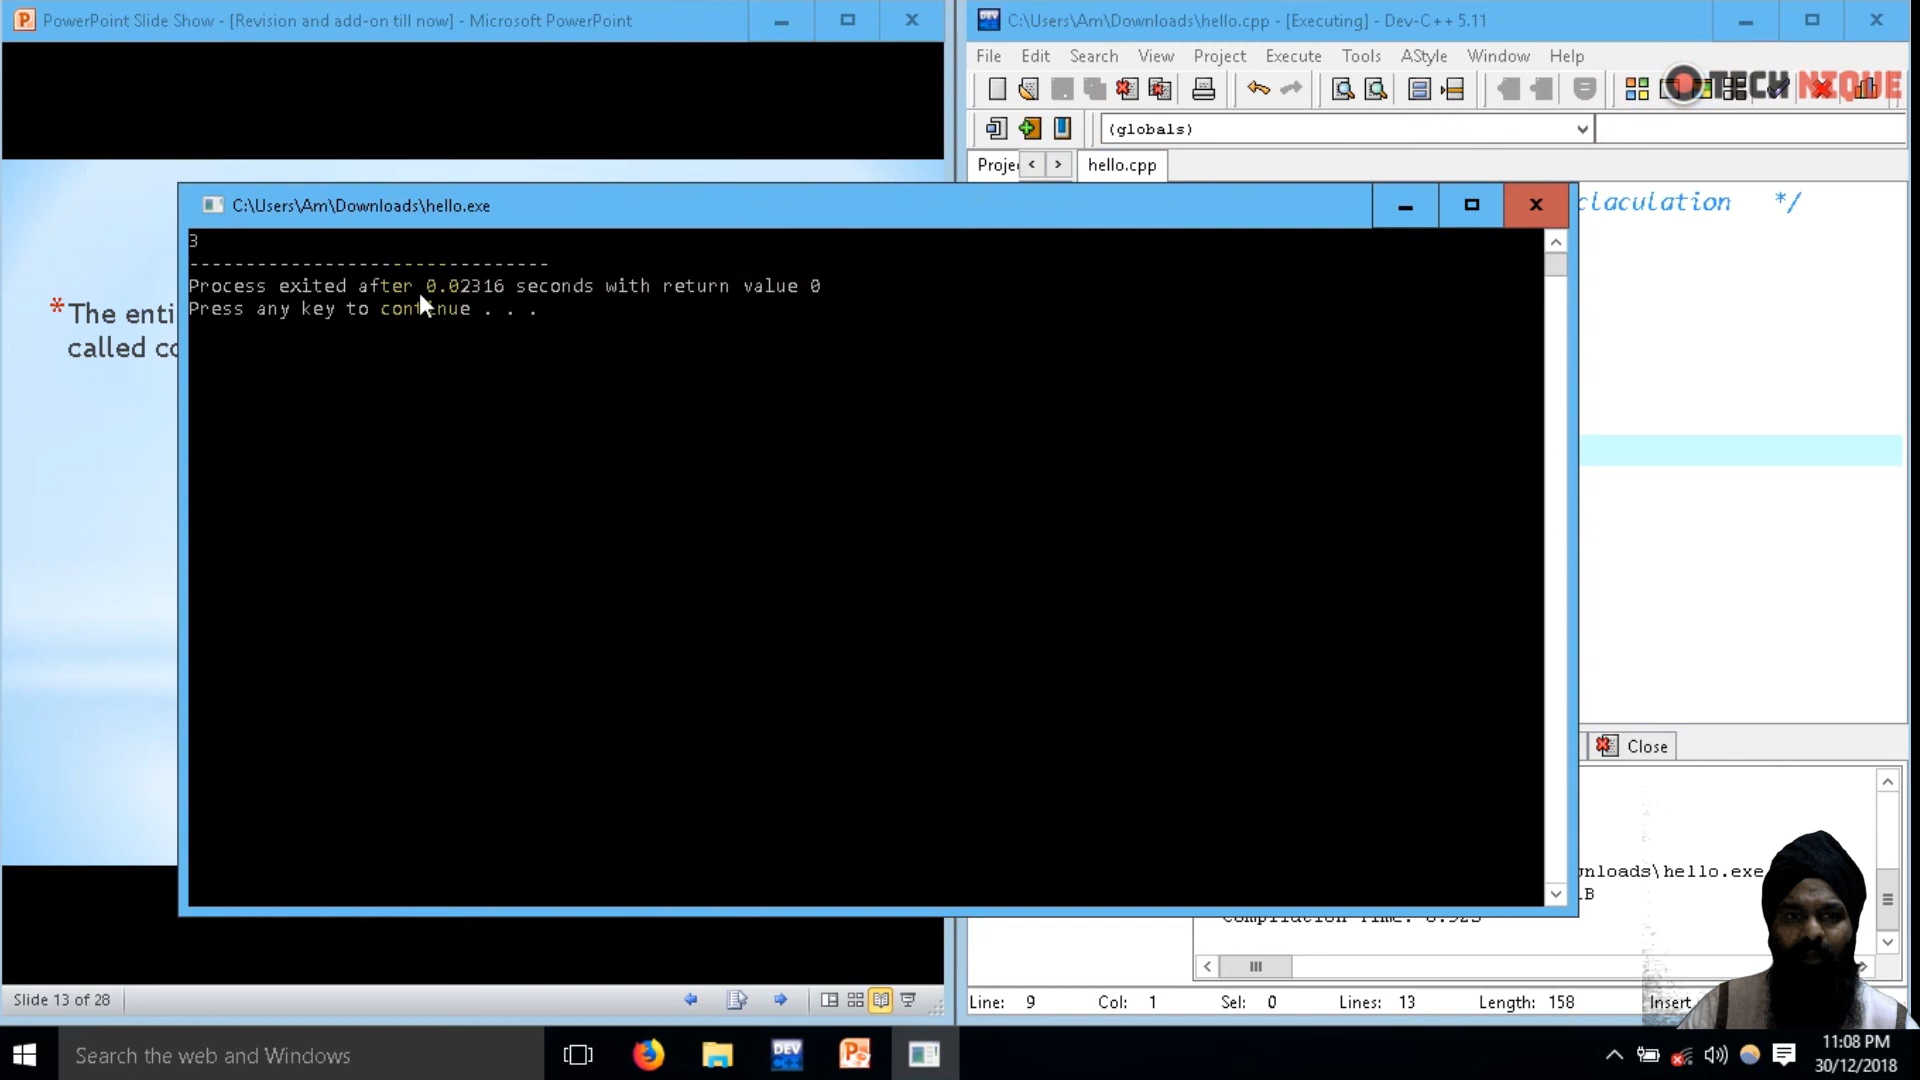 PowerPoint Slide Show - [Revision and add-on till now] - Microsoft PowerPoint
C:\Users\Am\Downloads\hello.cpp - [Executing] - Dev-C++ 5.11
File Edit Search View Project Execute Tools AStyle Window Help
TECH NIQUE
(globals)
hello.cpp
claculation */
C:\Users\Am\Downloads\hello.exe
3
--------------------------------
Process exited after 0.02316 seconds with return value 0
Press any key to continue . . .
*The
called
Close
hello.exe
Slide 13 of 28
Line: 9 Col: 1 Sel: 0 Lines: 13 Length: 158 Insert
Search the web and Windows
DEV
11:08 PM
30/12/2018